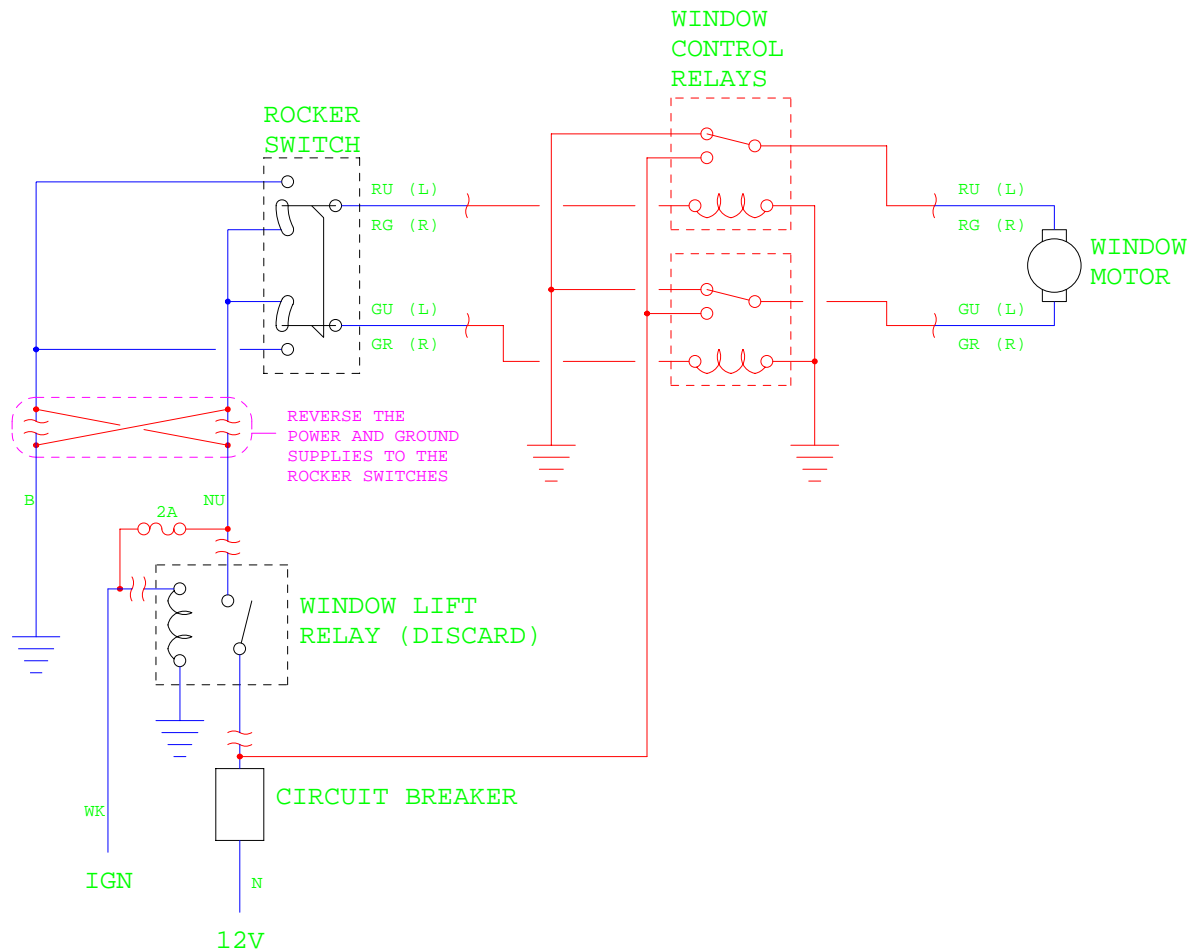 WINDOW
CONTROL
RELAYS
ROCKER
SWITCH
RU (L)
RG (R)
RU (L)
RG (R)
WINDOW
MOTOR
GU (L)
GR (R)
GU (L)
GR (R)
REVERSE THE
POWER AND GROUND
SUPPLIES TO THE
ROCKER SWITCHES
B
NU
2A
WINDOW LIFT
RELAY (DISCARD)
CIRCUIT BREAKER
WK
IGN
N
12V